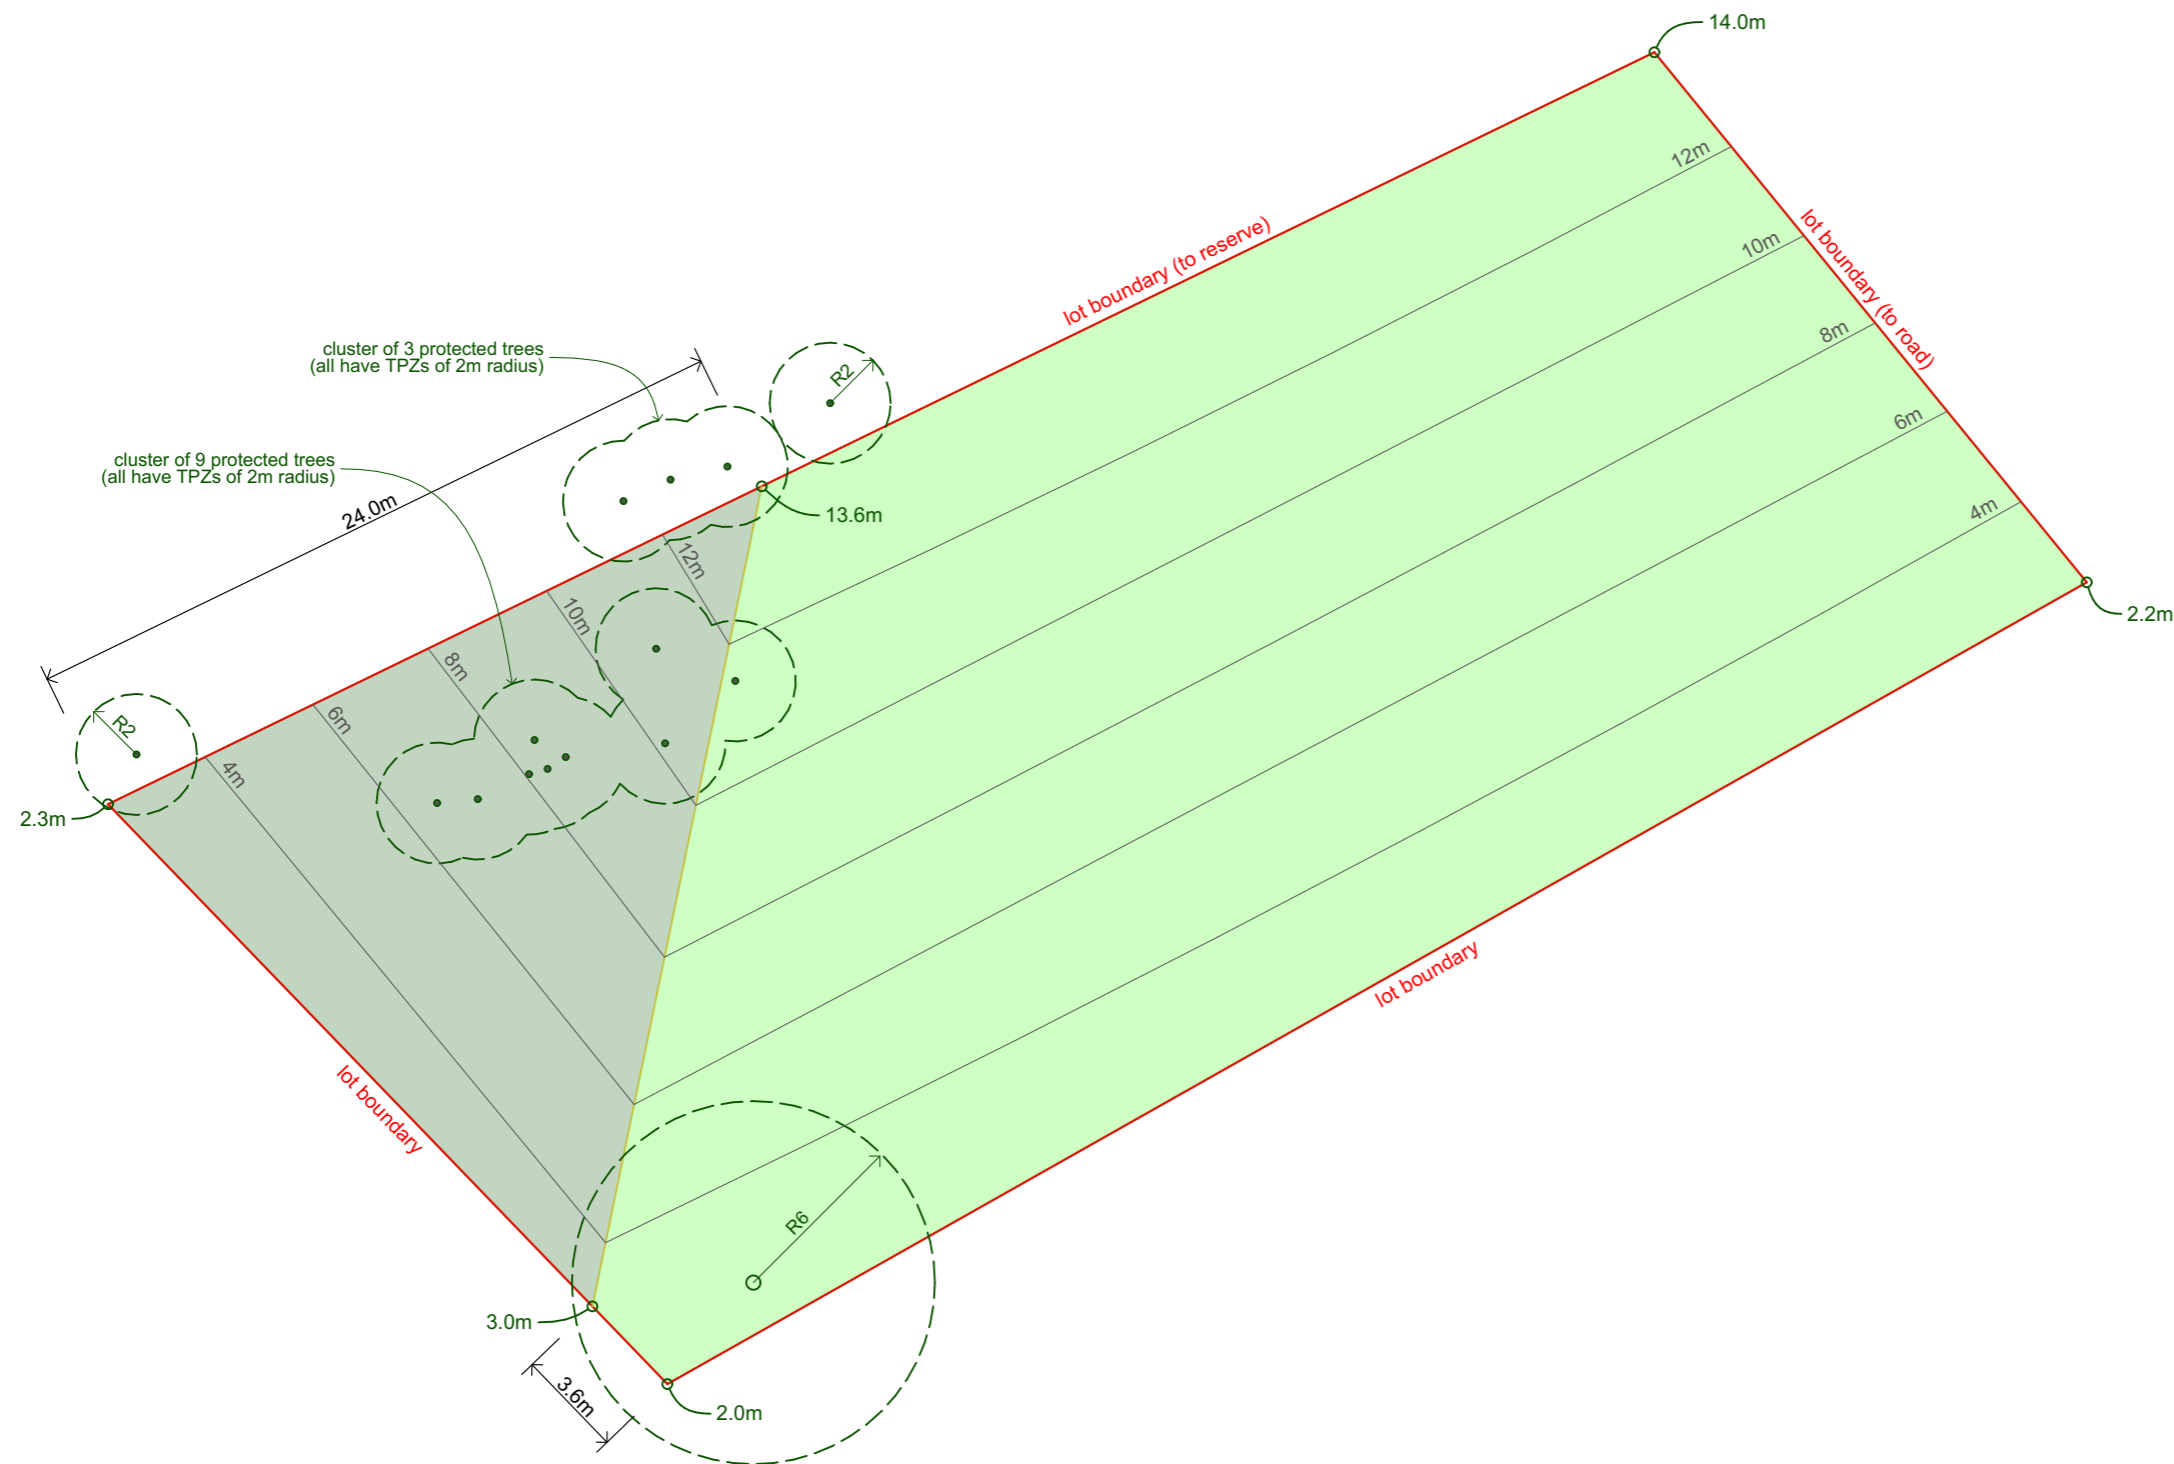 14.0m
12m
lot boundary (to reserve)
lot boundary (to road)
10m
8m
cluster of 3 protected trees
(all have TPZs of 2m radius)
R2
6m
cluster of 9 protected trees
(all have TPZs of 2m radius)
24.0m
13.6m
4m
12m
10m
2.2m
8m
6m
R2
4m
2.3m
lot boundary
lot boundary
R6
3.0m
3.6m
2.0m